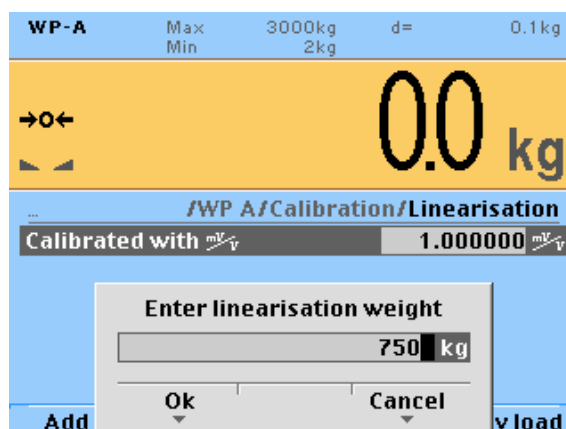 WP-A Max 3000kg d= 0.1kg
Min 2kg
→0← 0.0 kg
... /WP A/Calibration/Linearisation
Calibrated with mV/V 1.000000 mV/V
Enter linearisation weight
750 kg
Ok Cancel
Add y load